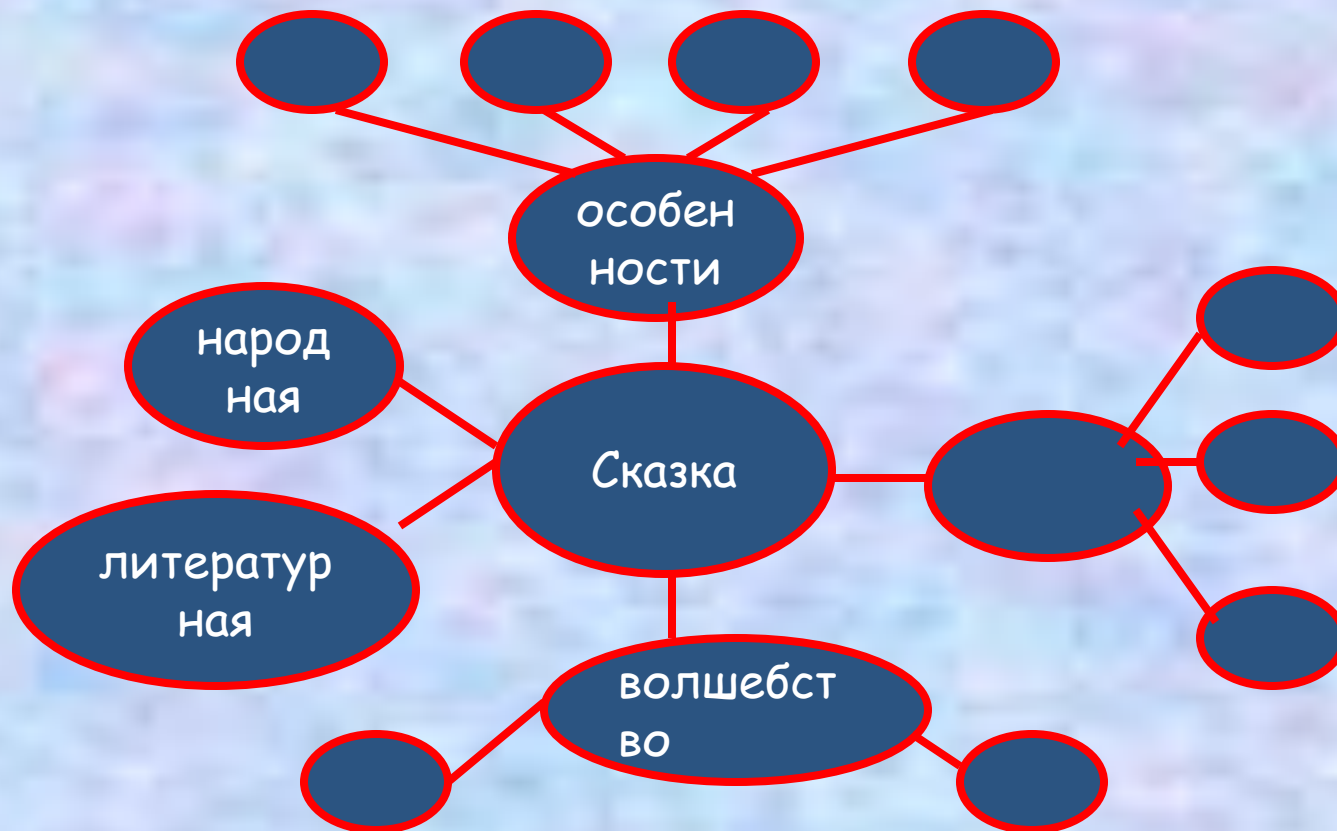 особен
ности
народ
ная
Сказка
литератур
ная
волшебст
во